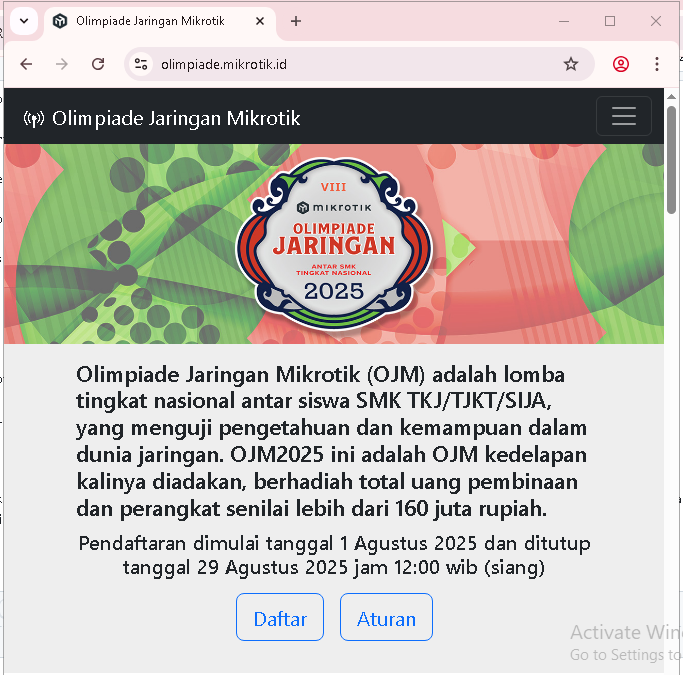 Olimpiade Jaringan Mikrotik
olimpiade.mikrotik.id
Olimpiade Jaringan Mikrotik
VIII
MIKROTIK
OLIMPIADE
JARINGAN
ANTAR SMK
TINGKAT NASIONAL
2025
Olimpiade Jaringan Mikrotik (OJM) adalah lomba
tingkat nasional antar siswa SMK TKJ/TJKT/SIJA,
yang menguji pengetahuan dan kemampuan dalam
dunia jaringan. OJM2025 ini adalah OJM kedelapan
kalinya diadakan, berhadiah total uang pembinaan
dan perangkat senilai lebih dari 160 juta rupiah.
Pendaftaran dimulai tanggal 1 Agustus 2025 dan ditutup
tanggal 29 Agustus 2025 jam 12:00 wib (siang)
Daftar Aturan
Activate Win
Go to Settings to